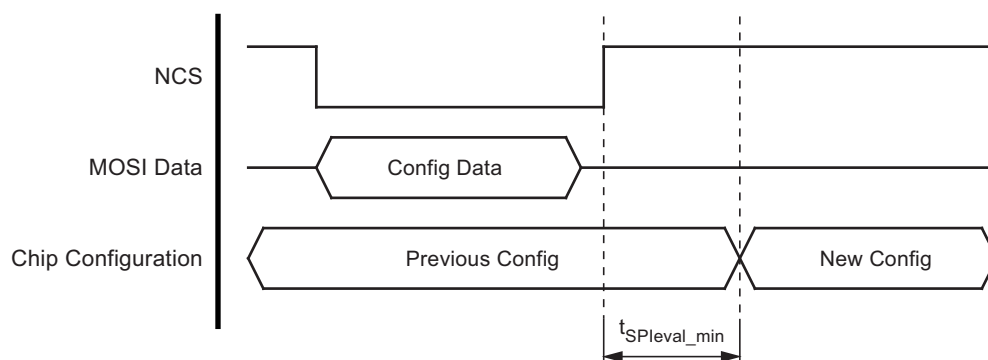 NCS
MOSI Data
Config Data
Chip Configuration
Previous Config
New Config
tSPIeval_min